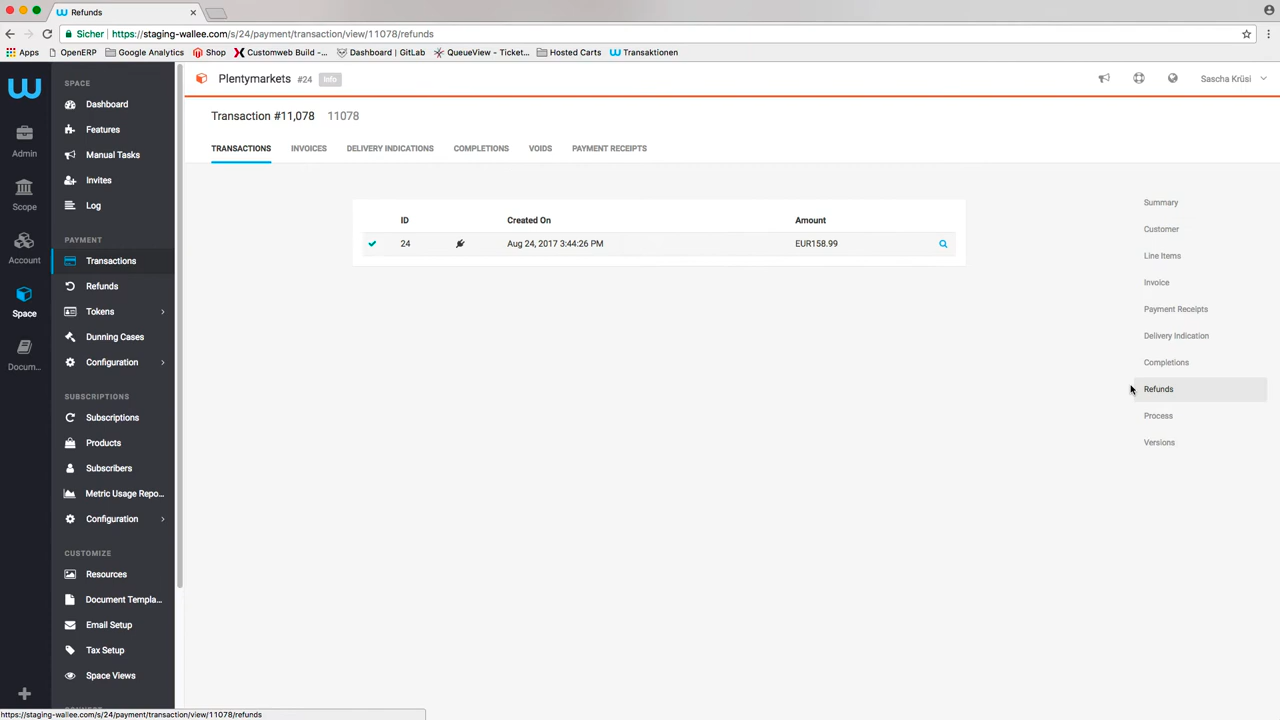 Refunds
Sicher
https://staging-wallee.com/s/24/payment/transaction/view/11078/refunds
Apps
OpenERP
Google Analytics
Shop
Customweb Build -...
Dashboard | GitLab
QueueView - Ticket...
Hosted Carts
Transaktionen
Admin
Scope
Account
Space
Docum...
SPACE
Dashboard
Features
Manual Tasks
Invites
Log
PAYMENT
Transactions
Refunds
Tokens
Dunning Cases
Configuration
SUBSCRIPTIONS
Subscriptions
Products
Subscribers
Metric Usage Repo...
Configuration
CUSTOMIZE
Resources
Document Templa...
Email Setup
Tax Setup
Space Views
Plentymarkets #24 Info
Sascha Krüsi
Transaction #11,078 11078
TRANSACTIONS
INVOICES
DELIVERY INDICATIONS
COMPLETIONS
VOIDS
PAYMENT RECEIPTS
ID Created On Amount
24 Aug 24, 2017 3:44:26 PM EUR158.99
Summary
Customer
Line Items
Invoice
Payment Receipts
Delivery Indication
Completions
Refunds
Process
Versions
https://staging-wallee.com/s/24/payment/transaction/view/11078/refunds